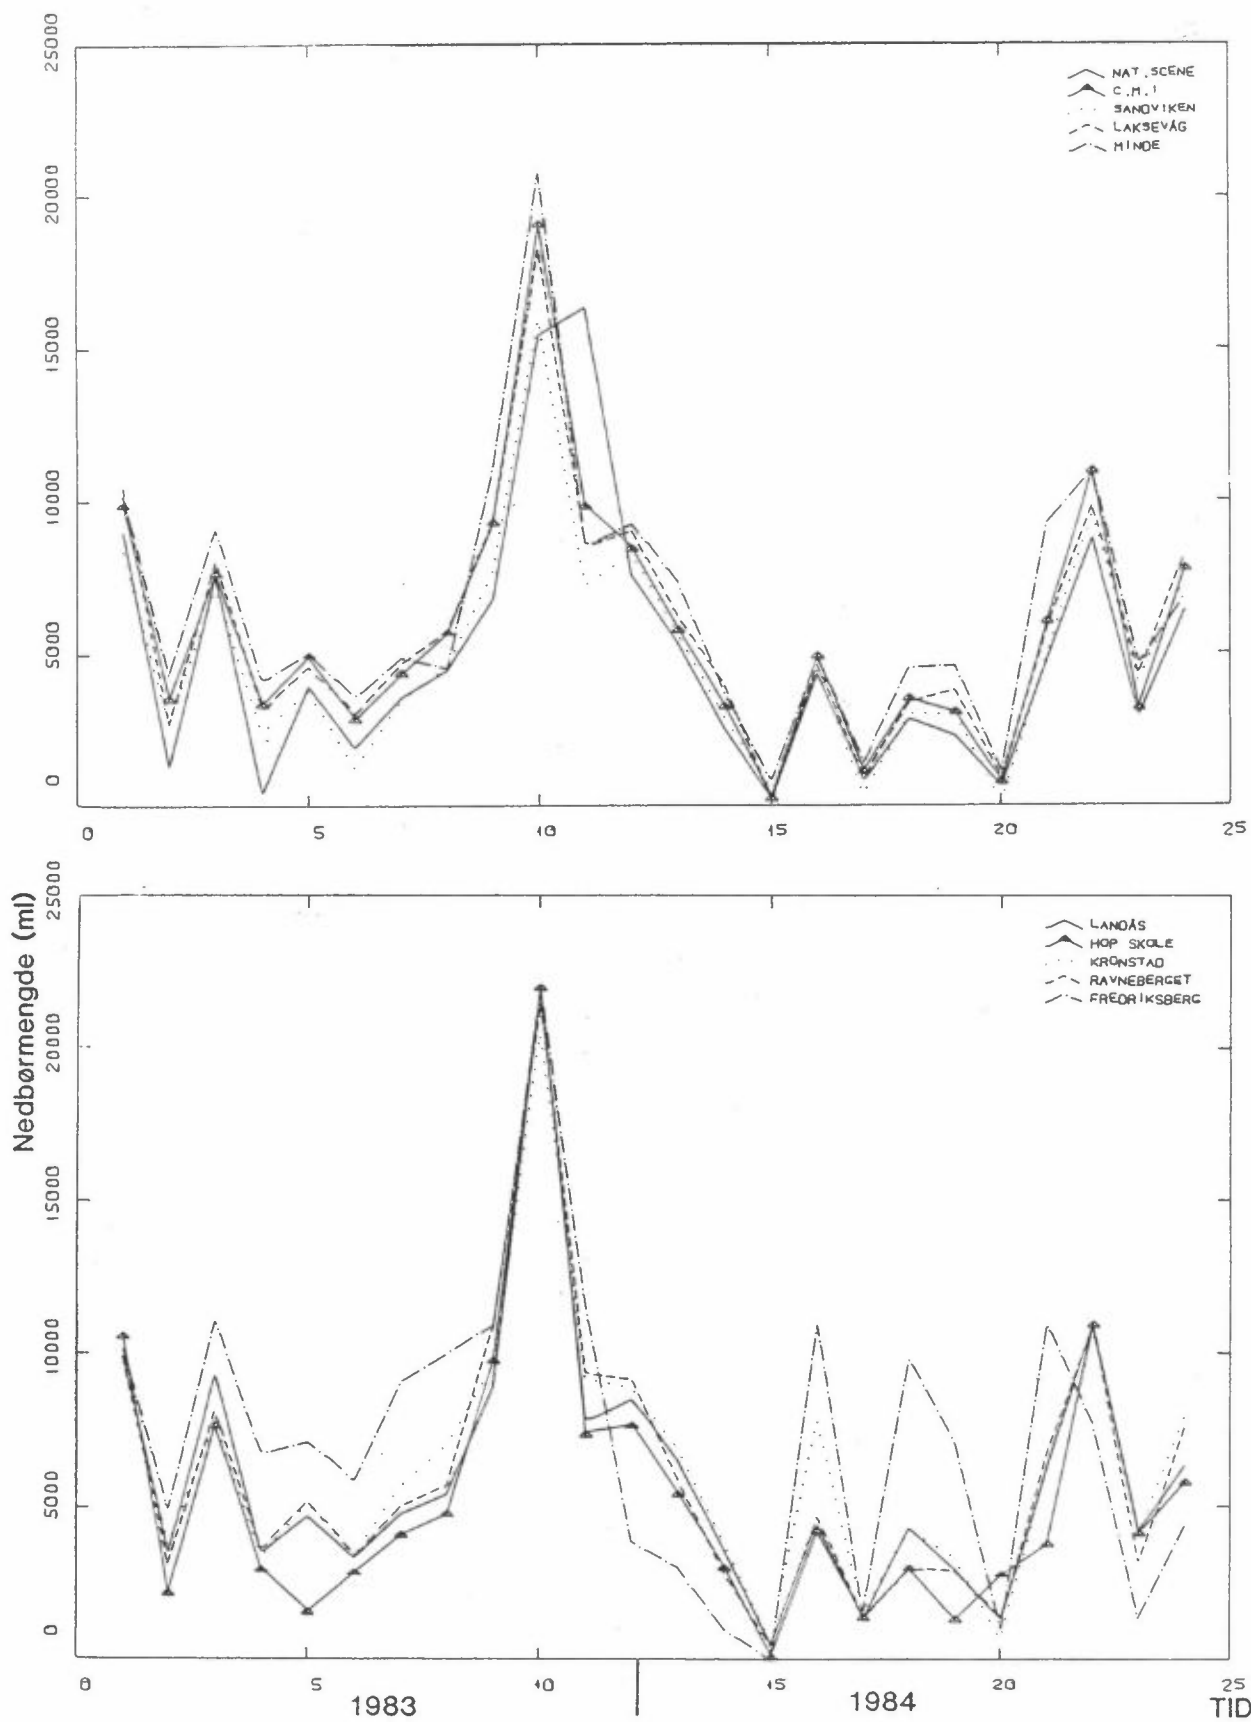 25000
20000
15000
10000
5000
0
NAT.SCENE
C.M.I
SANDVIKEN
LAKSEVÅG
MINDE
0 5 10 15 20 25
Nedbørmengde (ml)
25000
20000
15000
10000
5000
0
LANDÅS
HOP SKOLE
KRONSTAD
RAVNEBERGET
FREDRIKSBERG
0 5 10 15 20 25
1983 1984 TID